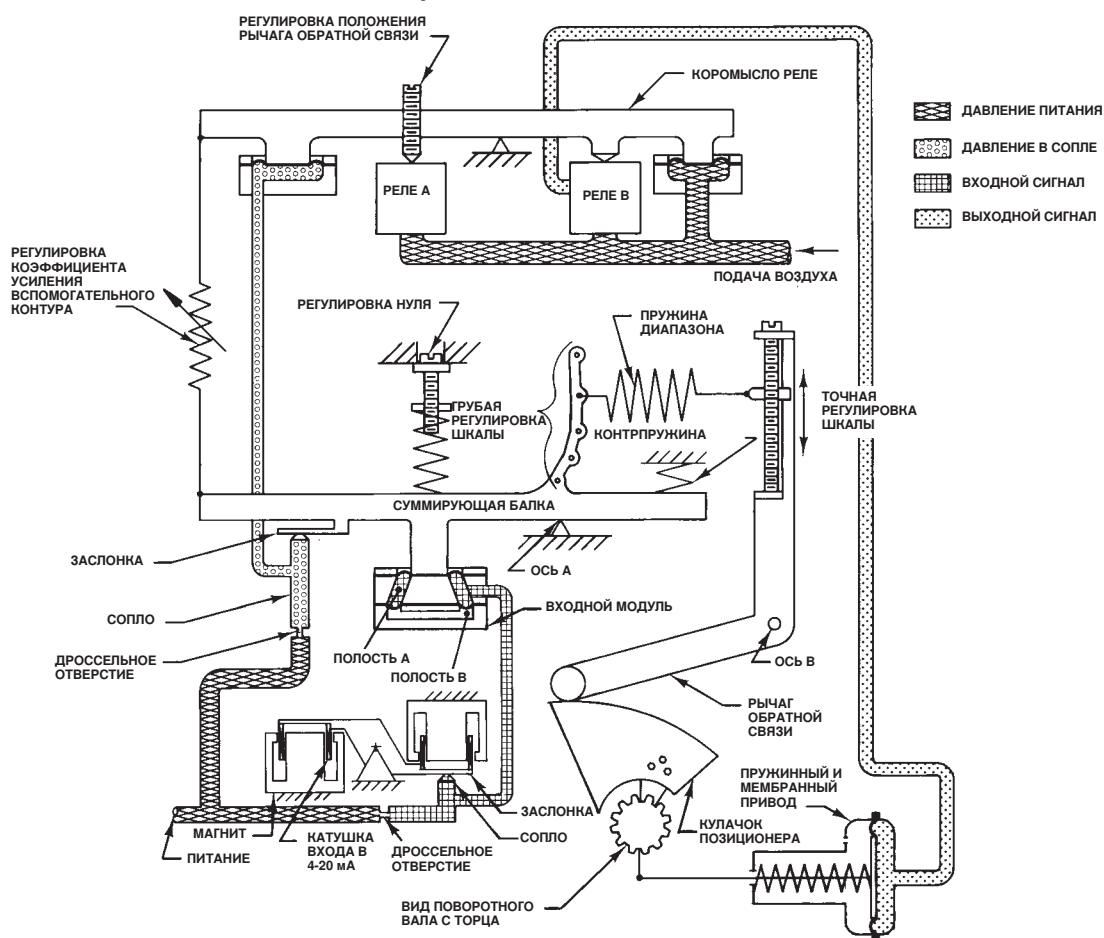 РЕГУЛИРОВКА ПОЛОЖЕНИЯ
РЫЧАГА ОБРАТНОЙ СВЯЗИ
КОРОМЫСЛО РЕЛЕ
ДАВЛЕНИЕ ПИТАНИЯ
ДАВЛЕНИЕ В СОПЛЕ
ВХОДНОЙ СИГНАЛ
ВЫХОДНОЙ СИГНАЛ
РЕЛЕ А
РЕЛЕ В
ПОДАЧА ВОЗДУХА
РЕГУЛИРОВКА
КОЭФФИЦИЕНТА
УСИЛЕНИЯ
ВСПОМОГАТЕЛЬНОГО
КОНТУРА
РЕГУЛИРОВКА НУЛЯ
ПРУЖИНА
ДИАПАЗОНА
ГРУБАЯ
РЕГУЛИРОВКА
ШКАЛЫ
КОНТРПРУЖИНА
ТОЧНАЯ
РЕГУЛИРОВКА
ШКАЛЫ
СУММИРУЮЩАЯ БАЛКА
ЗАСЛОНКА
ОСЬ А
СОПЛО
ВХОДНОЙ МОДУЛЬ
ДРОССЕЛЬНОЕ
ОТВЕРСТИЕ
ПОЛОСТЬ А
ПОЛОСТЬ В
ОСЬ В
РЫЧАГ
ОБРАТНОЙ
СВЯЗИ
ПРУЖИННЫЙ И
МЕМБРАННЫЙ
ПРИВОД
ЗАСЛОНКА
СОПЛО
КУЛАЧОК
ПОЗИЦИОНЕРА
МАГНИТ
ПИТАНИЕ
КАТУШКА
ВХОДА В
4-20 мА
ДРОССЕЛЬНОЕ
ОТВЕРСТИЕ
ВИД ПОВОРОТНОГО
ВАЛА С ТОРЦА